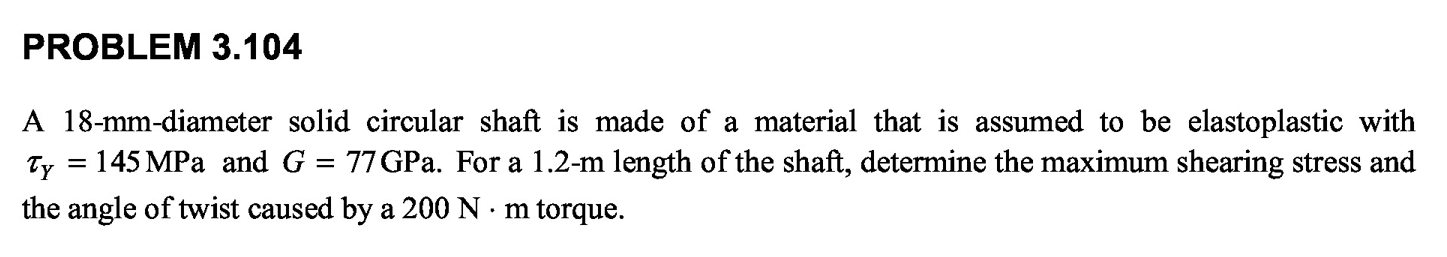 PROBLEM 3.104
A 18-mm-diameter solid circular shaft is made of a material that is assumed to be elastoplastic with
τY = 145 MPa and G = 77 GPa. For a 1.2-m length of the shaft, determine the maximum shearing stress and
the angle of twist caused by a 200 N · m torque.